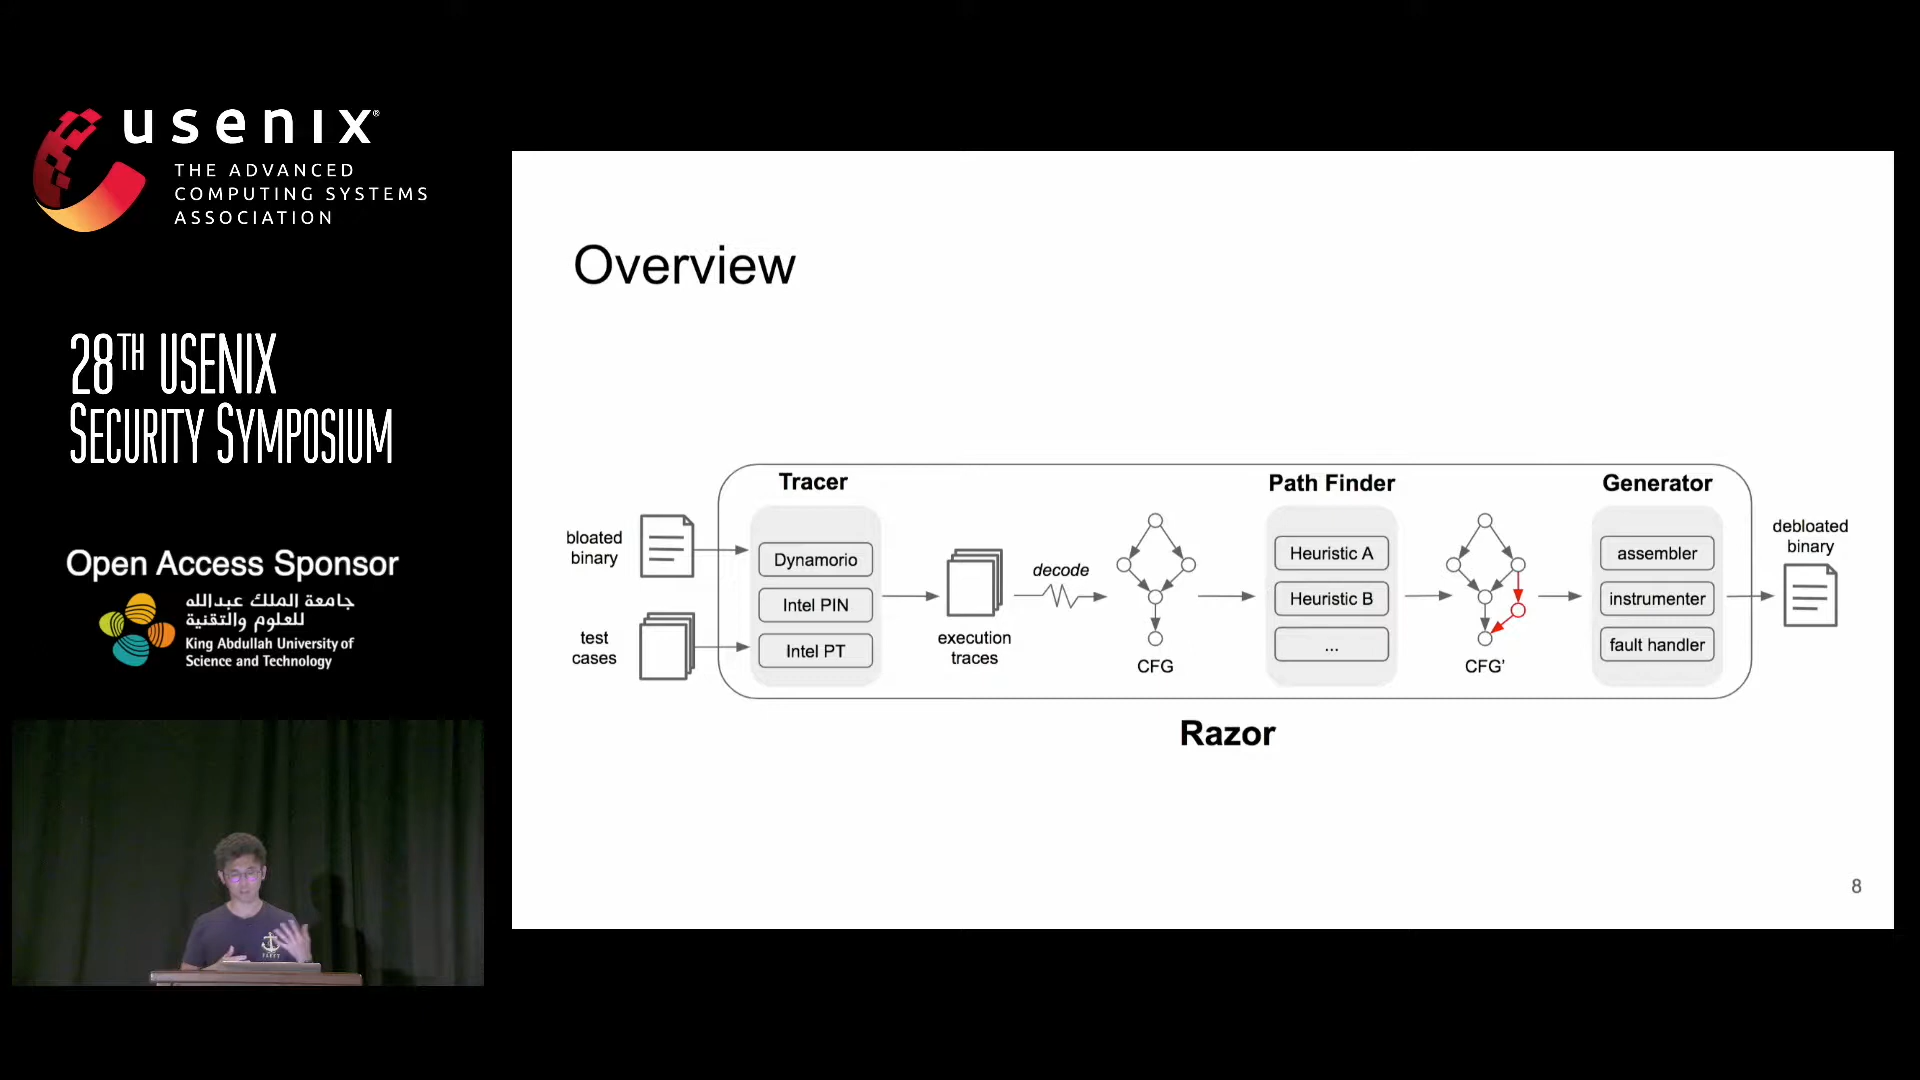 usenix®
THE ADVANCED
COMPUTING SYSTEMS
ASSOCIATION
28TH USENIX
SECURITY SYMPOSIUM
Open Access Sponsor
جامعة الملك عبدالله
للعلوم والتقنية
King Abdullah University of
Science and Technology
Overview
Tracer
Path Finder
Generator
bloated
binary
test
cases
Dynamorio
Intel PIN
Intel PT
execution
traces
decode
CFG
Heuristic A
Heuristic B
...
CFG'
assembler
instrumenter
fault handler
debloated
binary
Razor
8